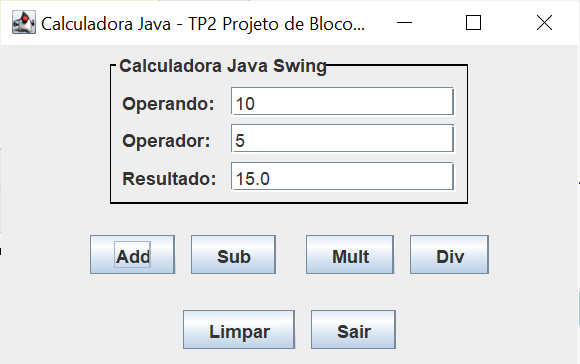 Calculadora Java - TP2 Projeto de Bloco...
Calculadora Java Swing
Operando: 10
Operador: 5
Resultado: 15.0
Add Sub Mult Div
Limpar Sair